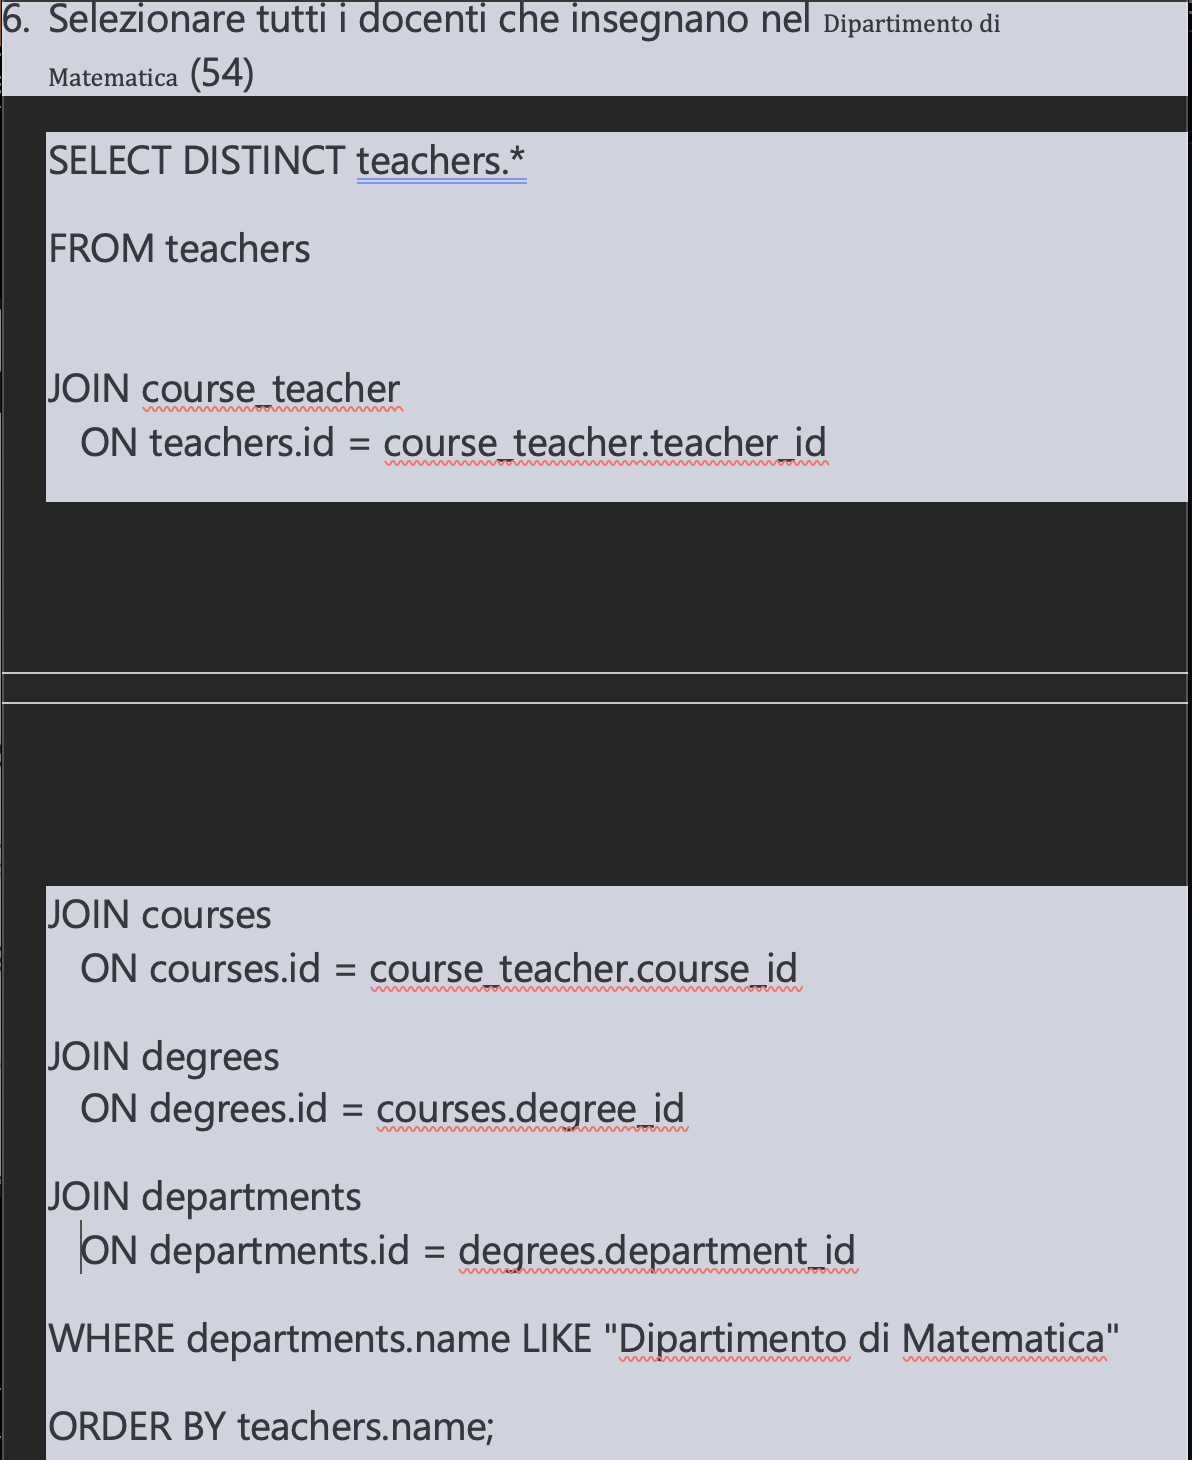 6. Selezionare tutti i docenti che insegnano nel Dipartimento di
Matematica (54)
SELECT DISTINCT teachers.*
FROM teachers
JOIN course_teacher
ON teachers.id = course_teacher.teacher_id
JOIN courses
ON courses.id = course_teacher.course_id
JOIN degrees
ON degrees.id = courses.degree_id
JOIN departments
ON departments.id = degrees.department_id
WHERE departments.name LIKE "Dipartimento di Matematica"
ORDER BY teachers.name;